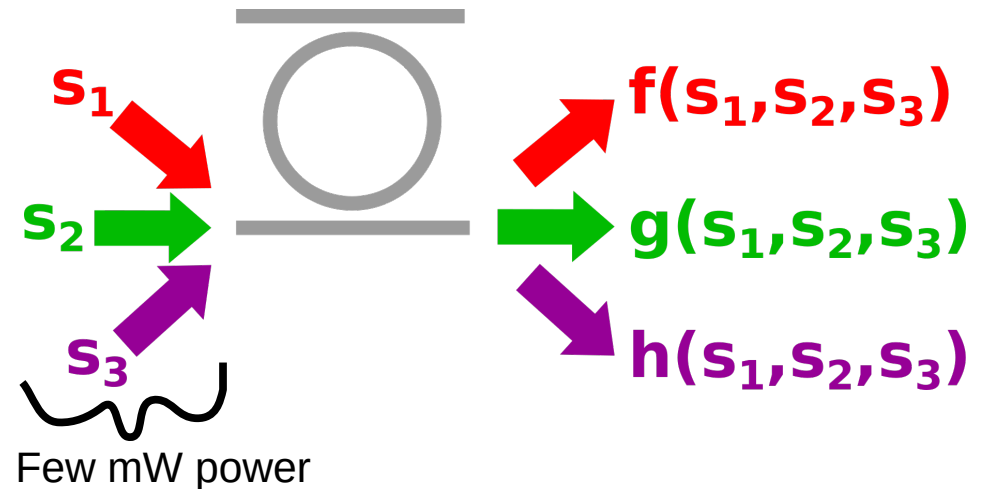 s₁
f(s₁,s₂,s₃)
s₂
g(s₁,s₂,s₃)
s₃
h(s₁,s₂,s₃)
Few mW power